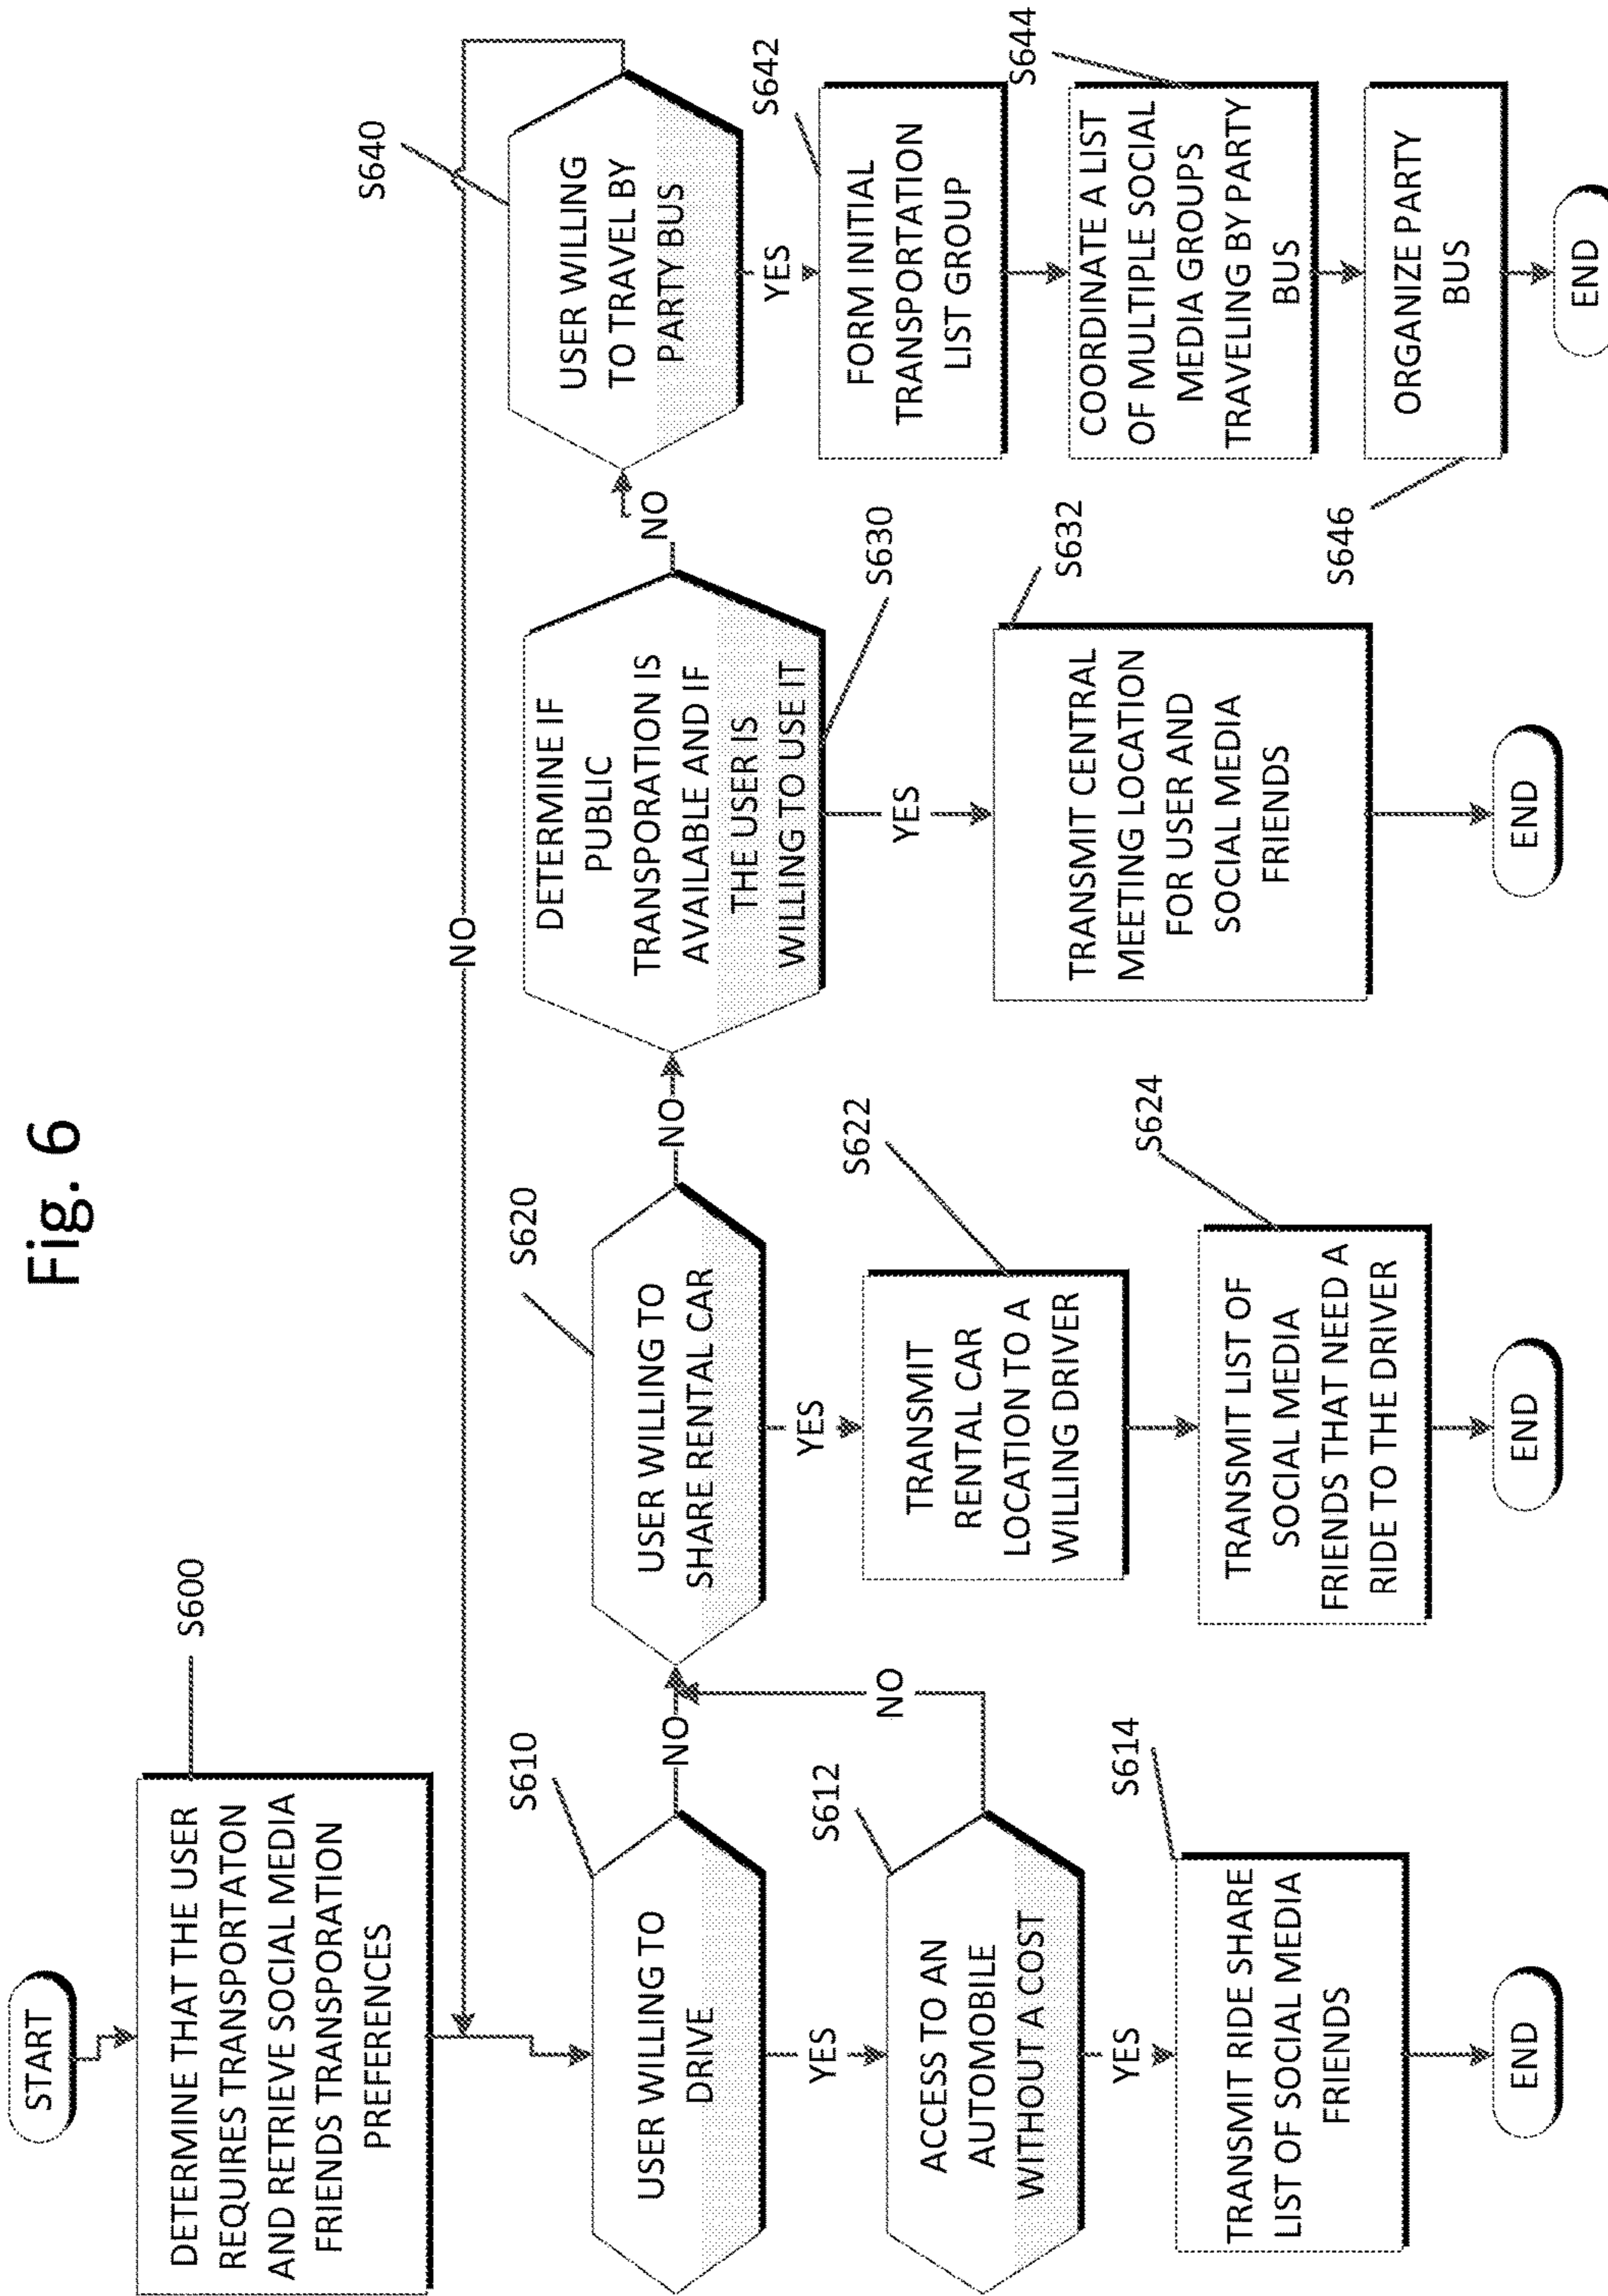 Fig. 6
START
DETERMINE THAT THE USER
REQUIRES TRANSPORTATON
AND RETRIEVE SOCIAL MEDIA
FRIENDS TRANSPORATION
PREFERENCES
S600
NO
USER WILLING TO
DRIVE
S610
NO
YES
ACCESS TO AN
AUTOMOBILE
WITHOUT A COST
S612
NO
YES
TRANSMIT RIDE SHARE
LIST OF SOCIAL MEDIA
FRIENDS
S614
END
USER WILLING TO
SHARE RENTAL CAR
S620
NO
YES
TRANSMIT
RENTAL CAR
LOCATION TO A
WILLING DRIVER
S622
TRANSMIT LIST OF
SOCIAL MEDIA
FRIENDS THAT NEED A
RIDE TO THE DRIVER
S624
END
DETERMINE IF
PUBLIC
TRANSPORATION IS
AVAILABLE AND IF
THE USER IS
WILLING TO USE IT
S630
NO
YES
TRANSMIT CENTRAL
MEETING LOCATION
FOR USER AND
SOCIAL MEDIA
FRIENDS
S632
END
USER WILLING
TO TRAVEL BY
PARTY BUS
S640
YES
FORM INITIAL
TRANSPORTATION
LIST GROUP
S642
COORDINATE A LIST
OF MULTIPLE SOCIAL
MEDIA GROUPS
TRAVELING BY PARTY
BUS
S644
ORGANIZE PARTY
BUS
S646
END